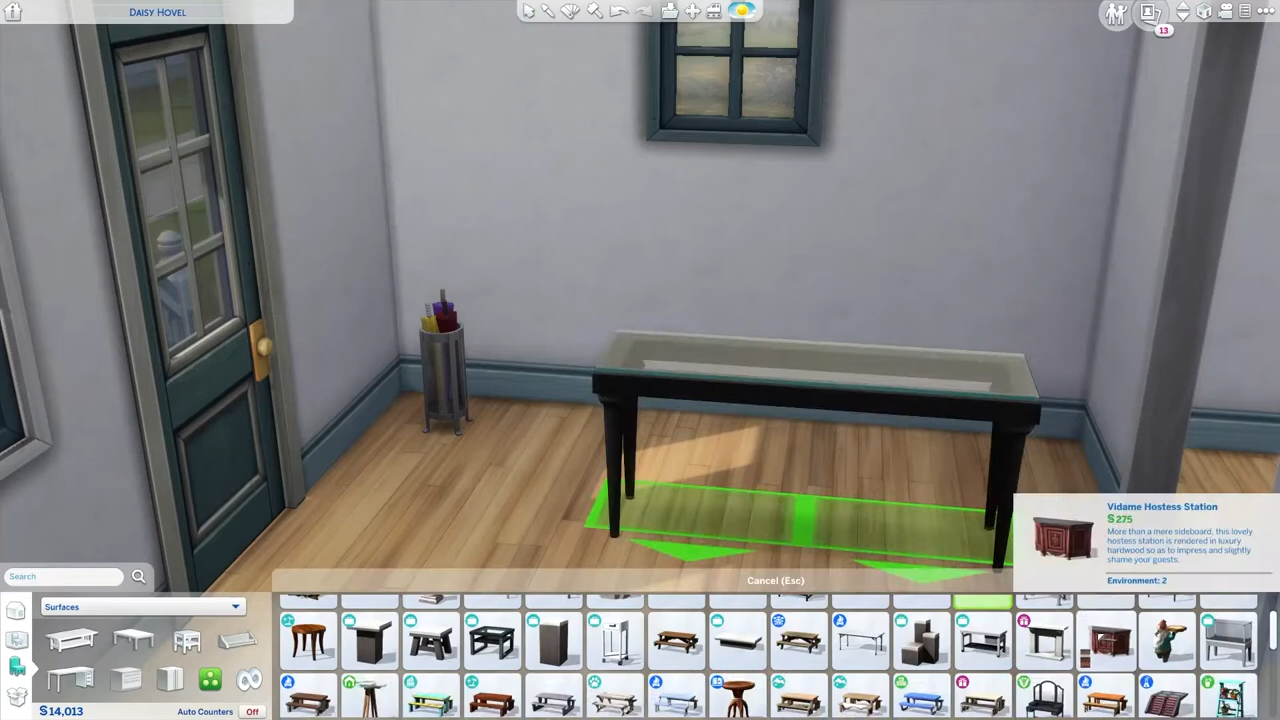 DAISY HOVEL
13
Vidame Hostess Station
§275
More than a mere sideboard, this lovely
hostess station is rendered in luxury
hardwood so as to impress and slightly
shame your guests.
Environment: 2
Search
Cancel (Esc)
Surfaces
§14,013
Auto Counters
Off